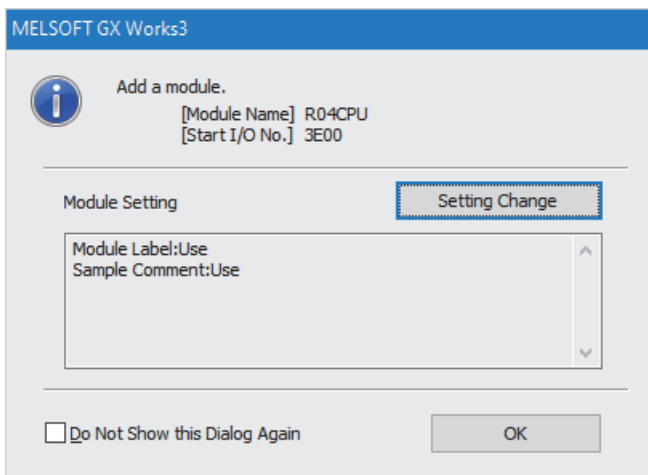 MELSOFT GX Works3
Add a module.
[Module Name] R04CPU
[Start I/O No.] 3E00
Module Setting
Setting Change
Module Label:Use
Sample Comment:Use
Do Not Show this Dialog Again
OK